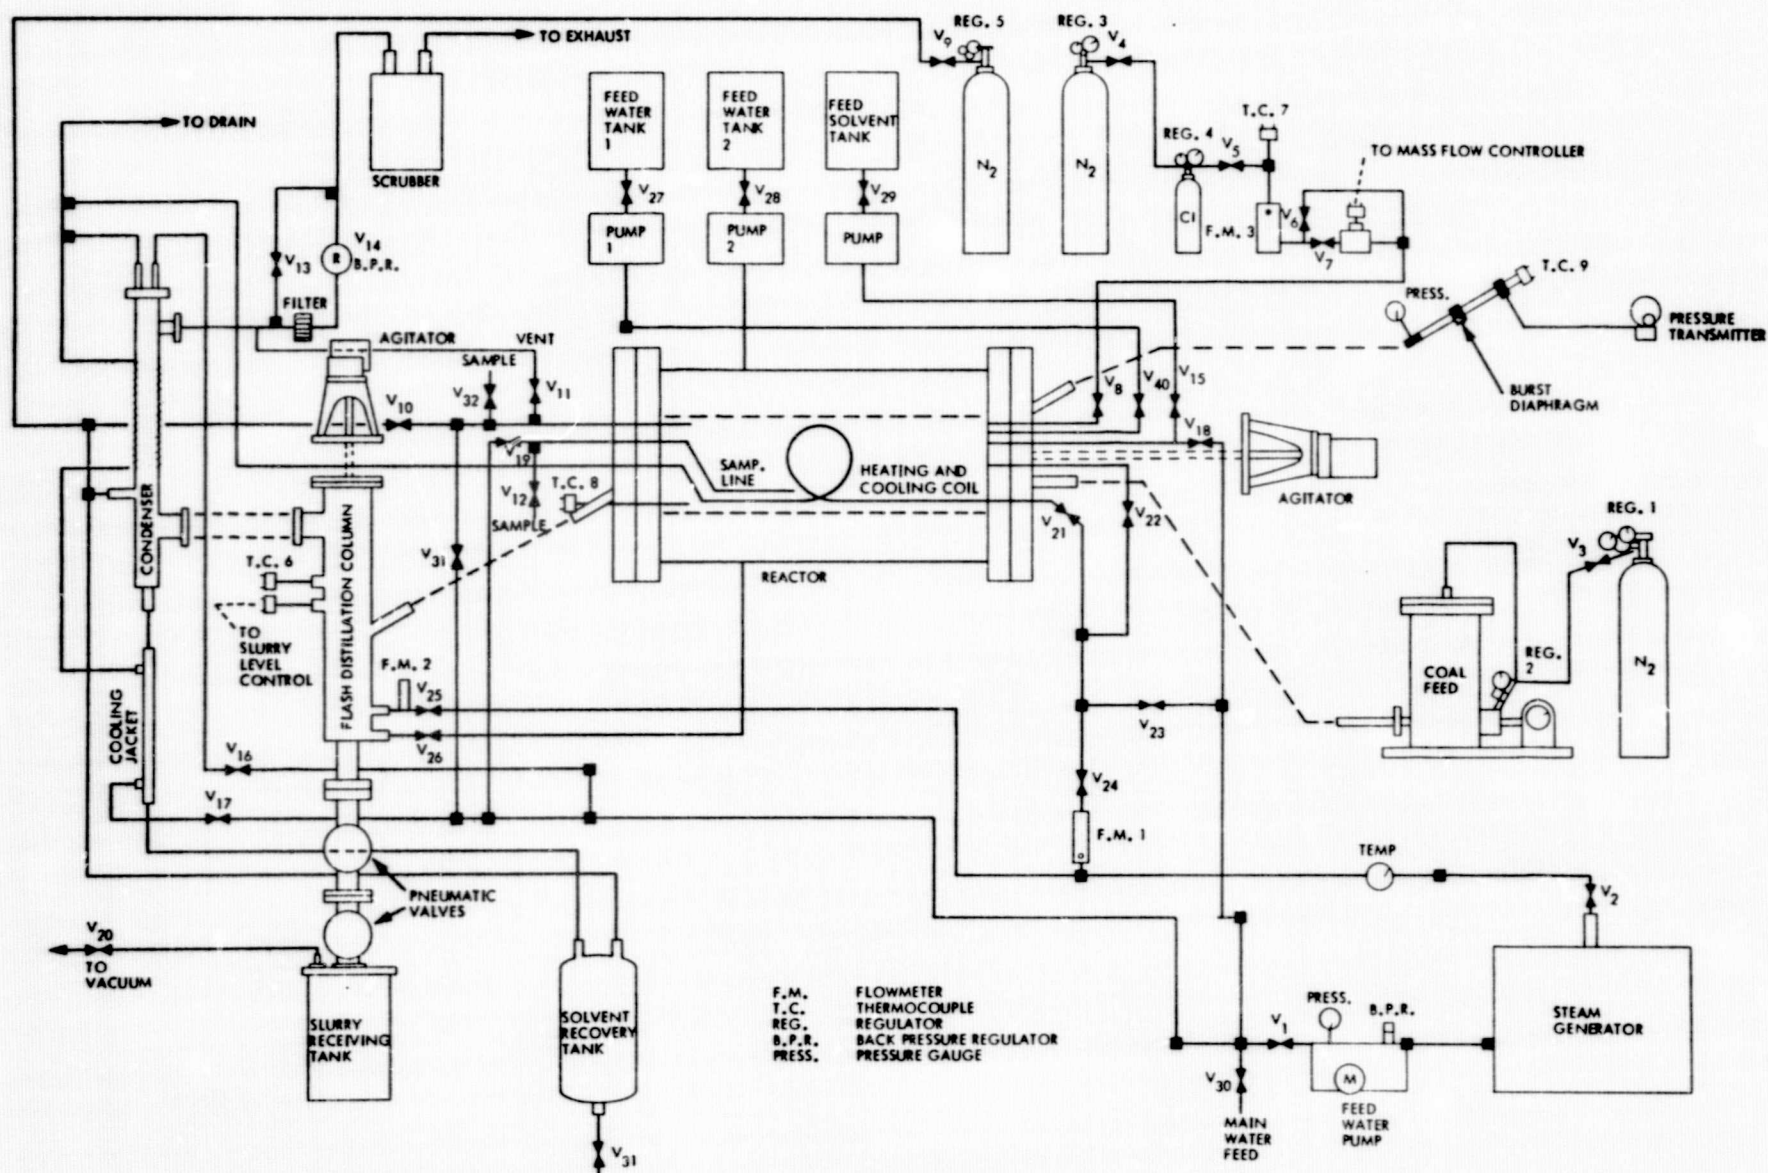 REG. 5
REG. 3
V9
V4
TO EXHAUST
FEED
WATER
TANK
1
FEED
WATER
TANK
2
FEED
SOLVENT
TANK
TO DRAIN
SCRUBBER
N2
N2
T.C. 7
REG. 4
V5
TO MASS FLOW CONTROLLER
V27
V28
V29
Cl
F.M. 3
V6
V7
PUMP
1
PUMP
2
PUMP
V14
B.P.R.
R
V13
FILTER
T.C. 9
PRESS.
PRESSURE
TRANSMITTER
BURST
DIAPHRAGM
AGITATOR
VENT
SAMPLE
V32
V11
V10
V8
V40
V15
V18
V19
SAMP.
LINE
HEATING AND
COOLING COIL
T.C. 8
V12
SAMPLE
V21
V22
AGITATOR
REG. 1
V3
CONDENSER
T.C. 6
V31
REACTOR
FLASH DISTILLATION COLUMN
TO
SLURRY
LEVEL
CONTROL
F.M. 2
V25
V26
COAL
FEED
REG.
2
N2
COOLING
JACKET
V16
V17
V23
V24
F.M. 1
TEMP
V2
PNEUMATIC
VALVES
V20
TO
VACUUM
SLURRY
RECEIVING
TANK
SOLVENT
RECOVERY
TANK
F.M. FLOWMETER
T.C. THERMOCOUPLE
REG. REGULATOR
B.P.R. BACK PRESSURE REGULATOR
PRESS. PRESSURE GAUGE
PRESS.
B.P.R.
V1
STEAM
GENERATOR
V30
M
MAIN
WATER
FEED
FEED
WATER
PUMP
V31